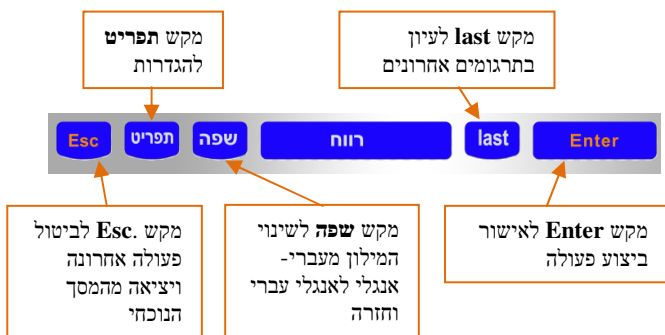 מקש תפריט
להגדרות
מקש last לעיון
בתרגומים אחרונים
Esc
תפריט
שפה
רווח
last
Enter
מקש .Esc לביטול
פעולה אחרונה
ויציאה מהמסך
הנוכחי
מקש שפה לשינוי
המילון מעברי-
אנגלי לאנגלי עברי
וחזרה
מקש Enter לאישור
ביצוע פעולה